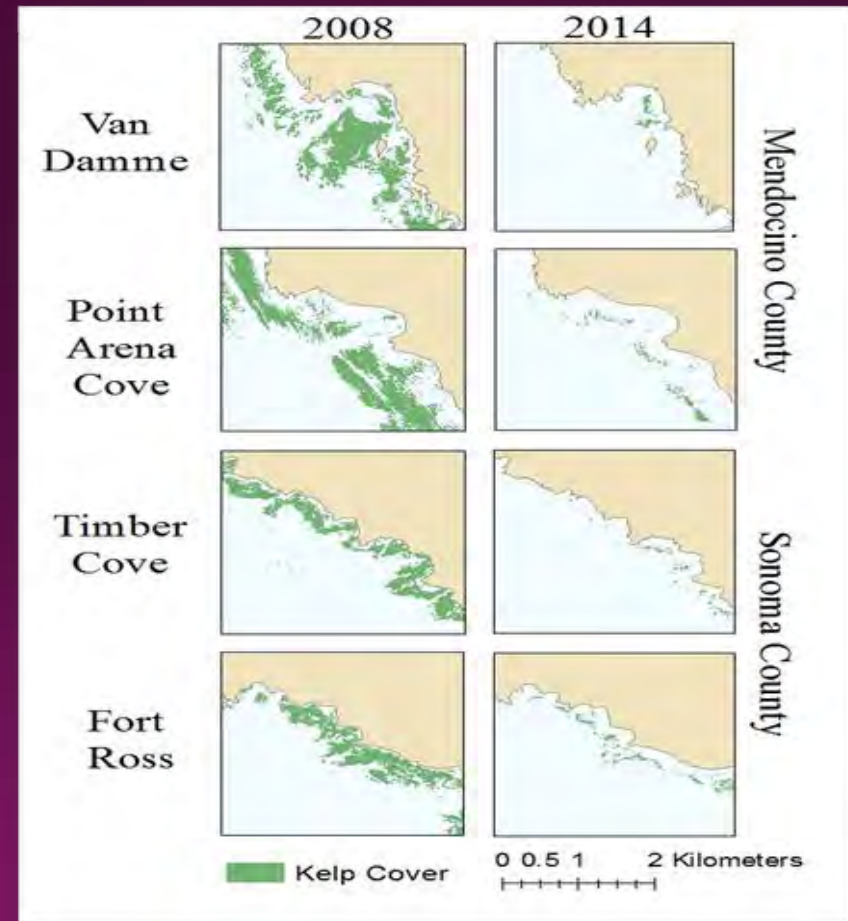 2008 2014
Van
Damme
Point
Arena
Cove
Mendocino County
Timber
Cove
Fort
Ross
Sonoma County
Kelp Cover
0 0.5 1 2 Kilometers